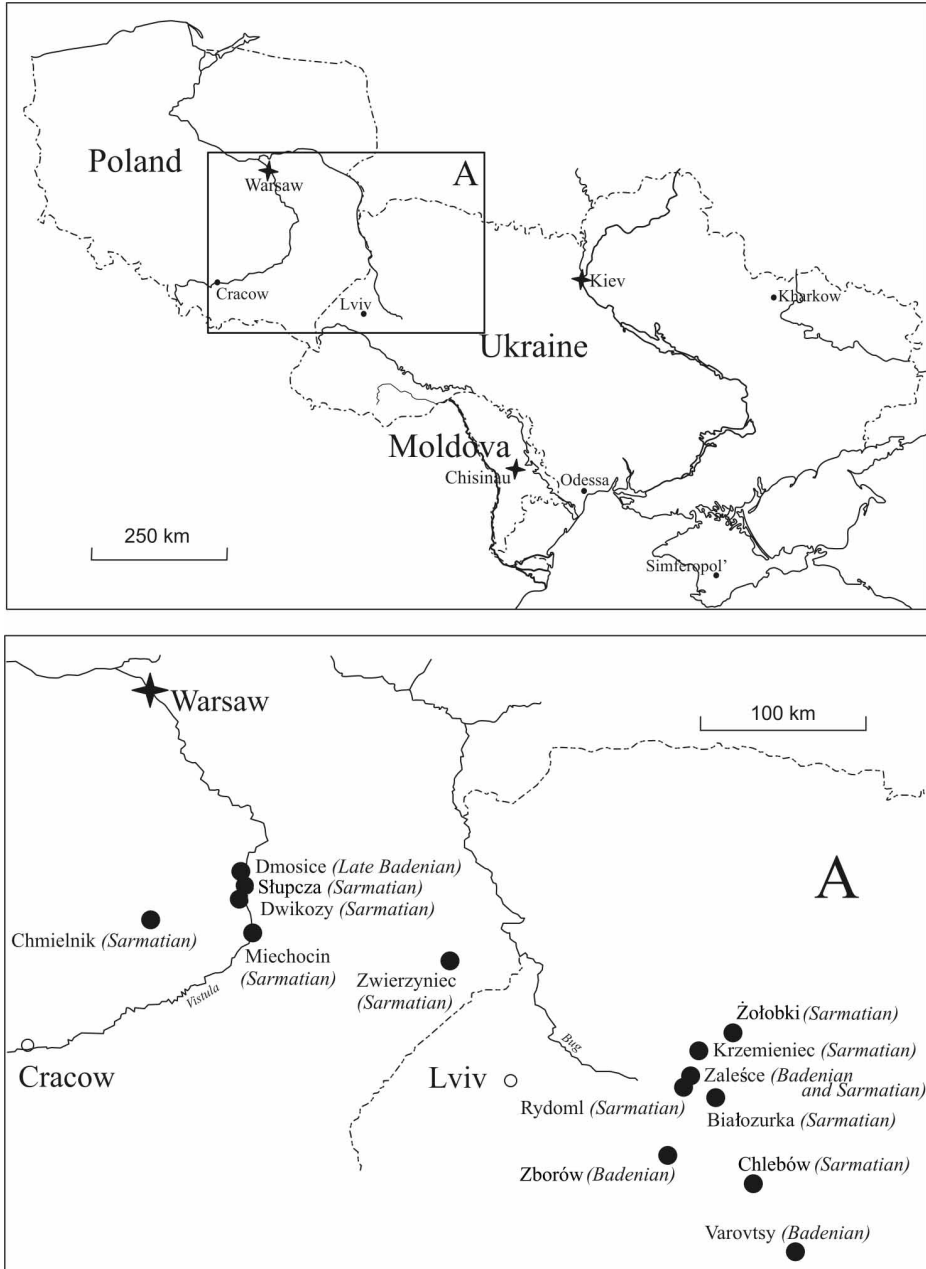 Poland
A
Warsaw
Cracow
Lviv
Kiev
Kharkow
Ukraine
Moldova
Chisinau
Odessa
Simferopol’
250 km
Warsaw
100 km
Dmosice (Late Badenian)
Słupcza (Sarmatian)
Dwikozy (Sarmatian)
A
Chmielnik (Sarmatian)
Miechocin
(Sarmatian)
Zwierzyniec
(Sarmatian)
Vistula
Żołobki (Sarmatian)
Bug
Krzemieniec (Sarmatian)
Cracow
Lviv
Zaleśce (Badenian
and Sarmatian)
Rydoml (Sarmatian)
Białozurka (Sarmatian)
Zborów (Badenian)
Chlebów (Sarmatian)
Varovtsy (Badenian)